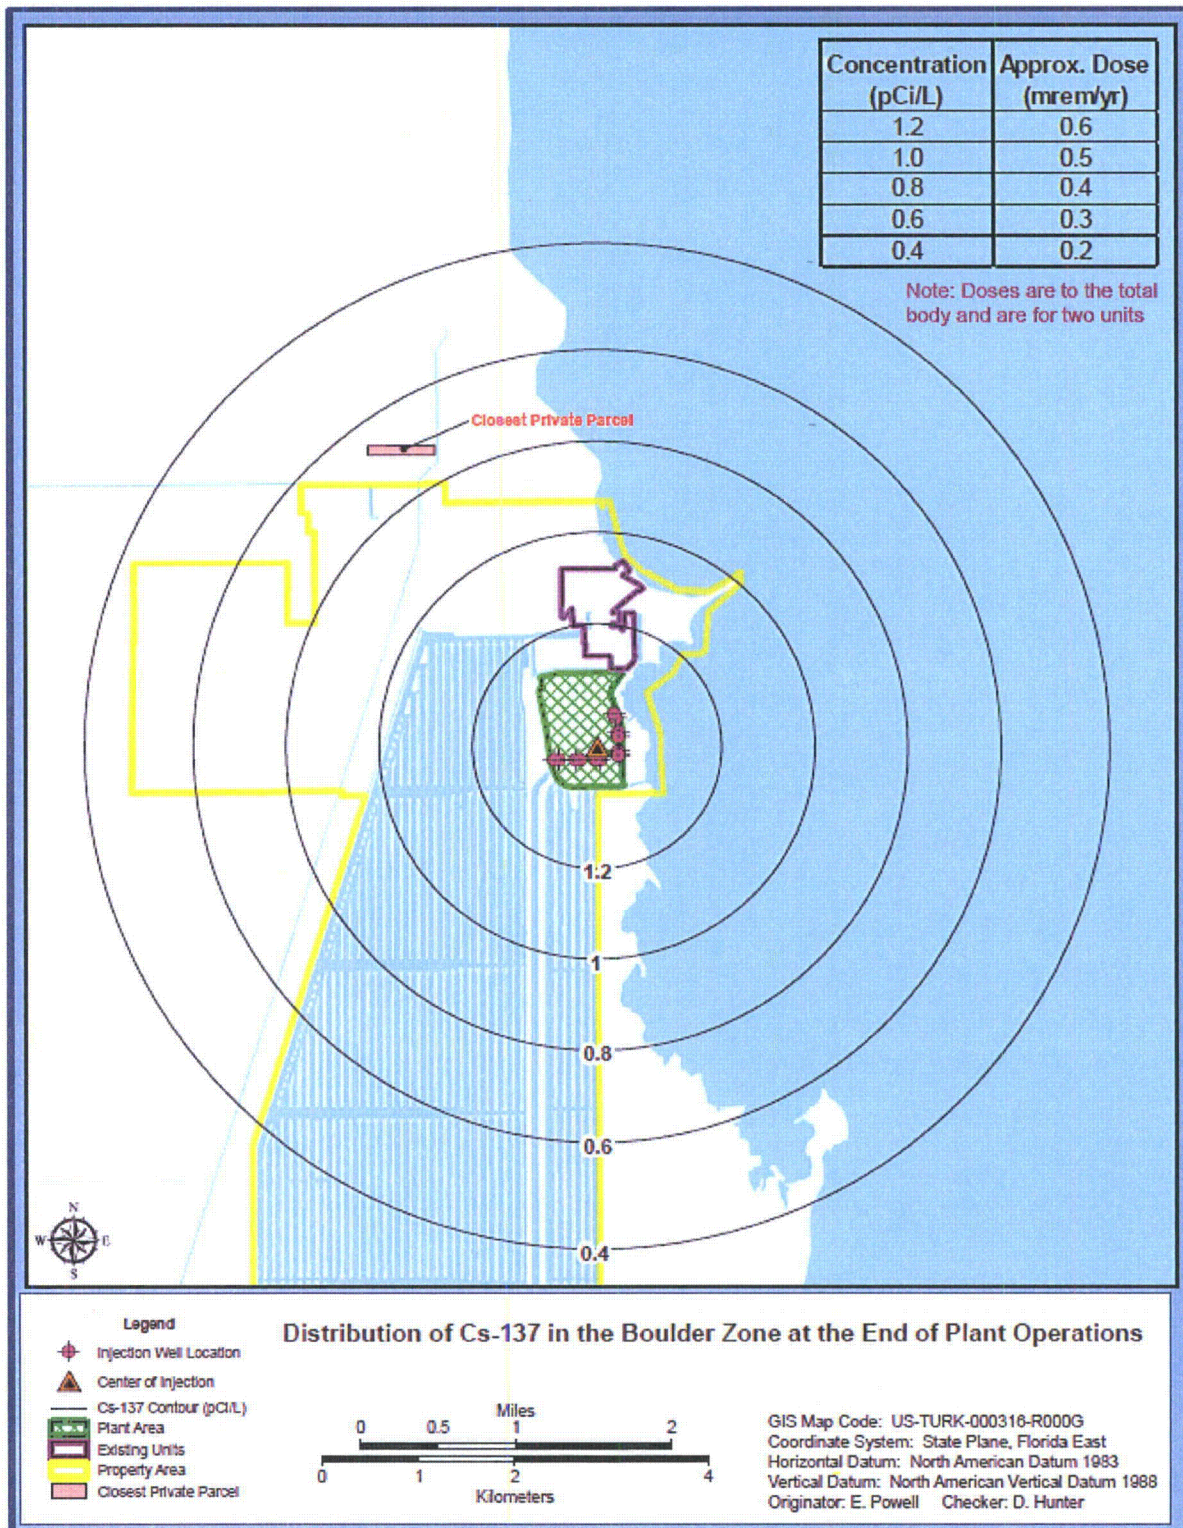 Concentration Approx. Dose
(pCi/L) (mrem/yr)
1.2 0.6
1.0 0.5
0.8 0.4
0.6 0.3
0.4 0.2
Note: Doses are to the total
body and are for two units
Closest Private Parcel
1.2
1
0.8
0.6
0.4
N
W E
S
Legend
Injection Well Location
Center of Injection
Cs-137 Contour (pCi/L)
Plant Area
Existing Units
Property Area
Closest Private Parcel
Distribution of Cs-137 in the Boulder Zone at the End of Plant Operations
Miles
0 0.5 1 2
0 1 2 4
Kilometers
GIS Map Code: US-TURK-000316-R000G
Coordinate System: State Plane, Florida East
Horizontal Datum: North American Datum 1983
Vertical Datum: North American Vertical Datum 1988
Originator: E. Powell Checker: D. Hunter